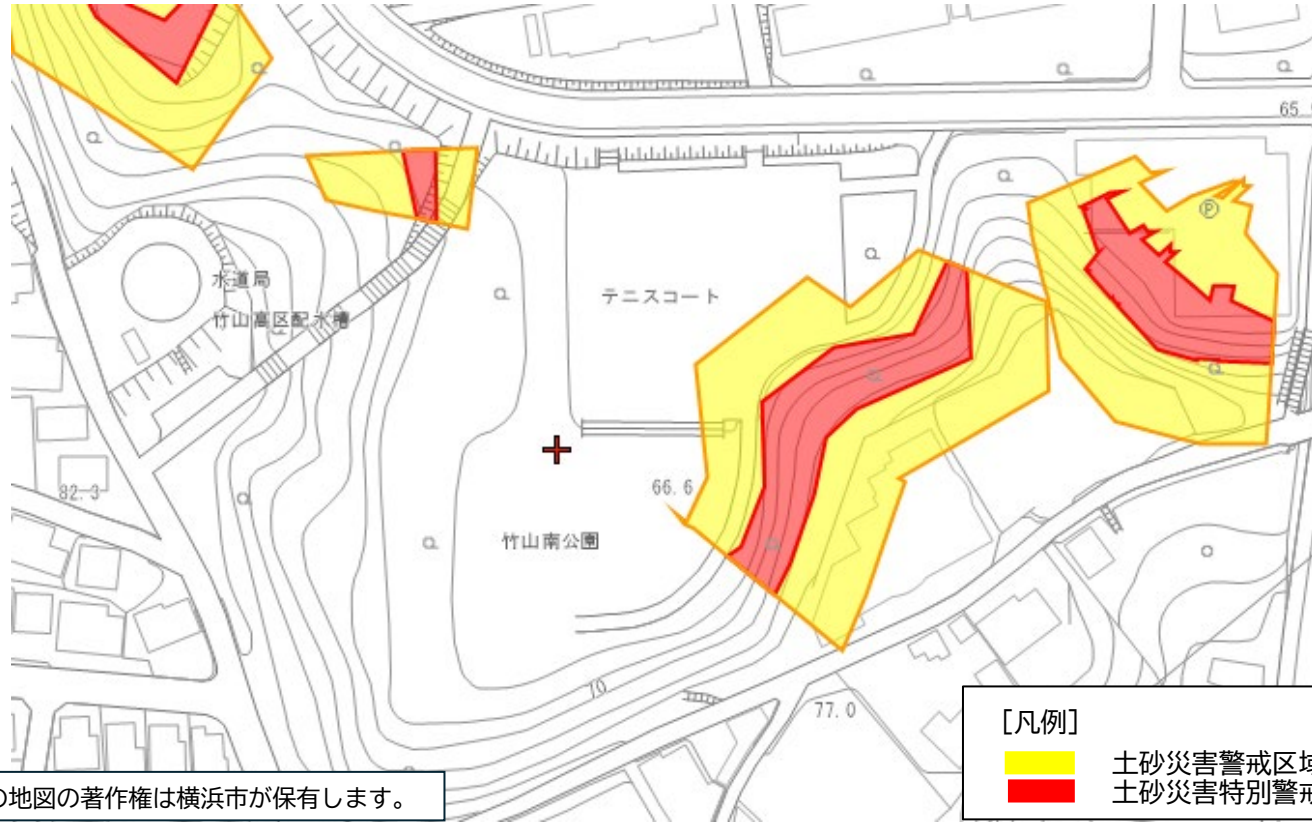 65.
水道局
竹山高区配水槽
テニスコート
P
82.3
66.6
竹山南公園
70
77.0
[凡例]
土砂災害警戒区域
土砂災害特別警戒
の地図の著作権は横浜市が保有します。